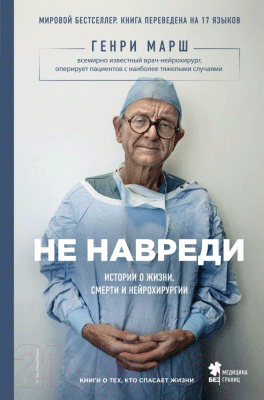 МИРОВОЙ БЕСТСЕЛЛЕР. КНИГА ПЕРЕВЕДЕНА НА 17 ЯЗЫКОВ
ГЕНРИ МАРШ
всемирно известный врач-нейрохирург,
оперирует пациентов с наиболее тяжелыми случаями
НЕ НАВРЕДИ
ИСТОРИИ О ЖИЗНИ,
СМЕРТИ И НЕЙРОХИРУРГИИ
КНИГИ О ТЕХ, КТО СПАСАЕТ ЖИЗНИ
МЕДИЦИНА
БЕЗ ГРАНИЦ